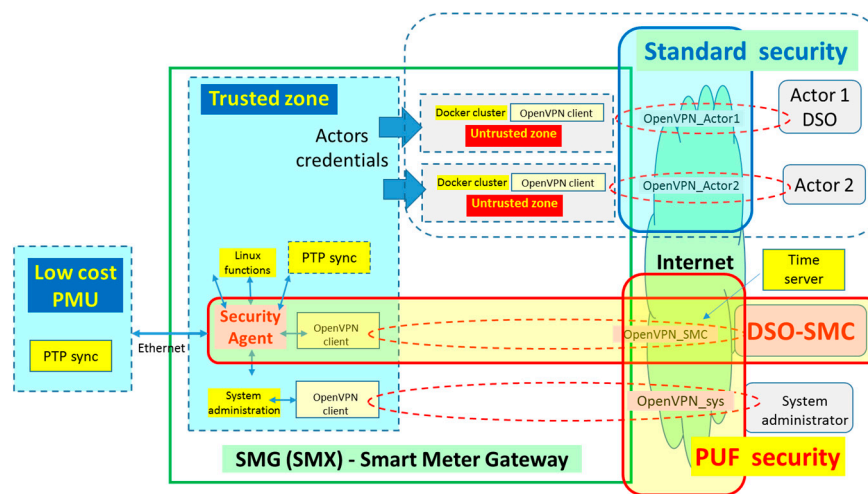 Standard security
Trusted zone
Actors
credentials
Docker cluster
OpenVPN client
Untrusted zone
OpenVPN_Actor1
Actor 1
DSO
Docker cluster
OpenVPN client
Untrusted zone
OpenVPN_Actor2
Actor 2
Low cost
PMU
PTP sync
Ethernet
Linux
functions
PTP sync
Internet
Time
server
Security
Agent
OpenVPN
client
OpenVPN_SMC
DSO-SMC
System
administration
OpenVPN
client
OpenVPN_sys
System
administrator
SMG (SMX) - Smart Meter Gateway
PUF security